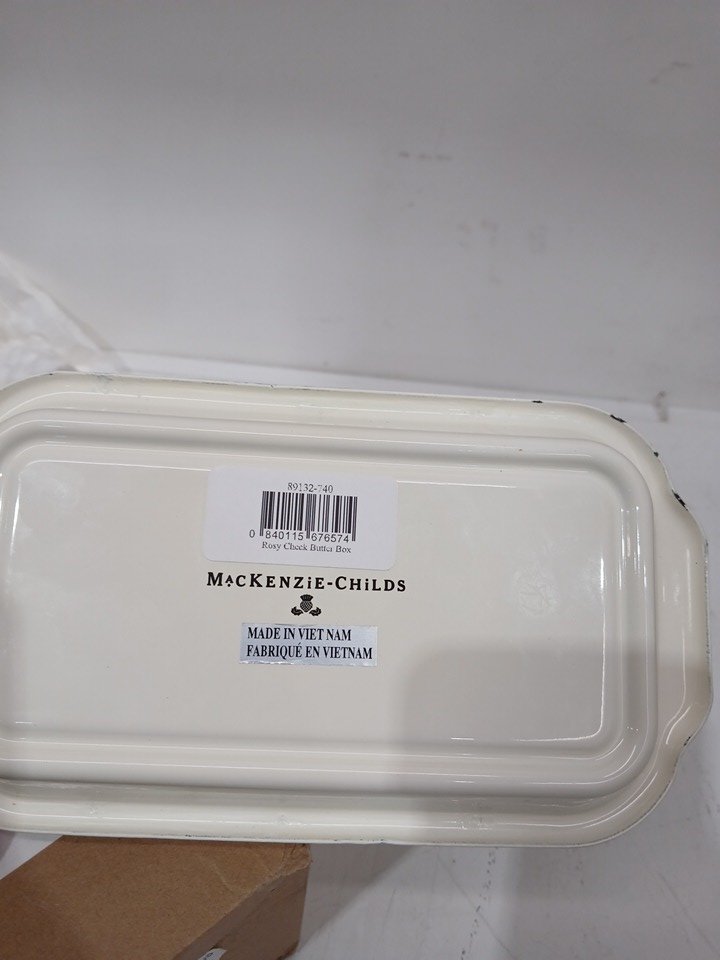 89132-740
0 840115 676574
Rosy Check Butter Box
MACKENZiE-CHiLDS
MADE IN VIET NAM
FABRIQUÉ EN VIETNAM